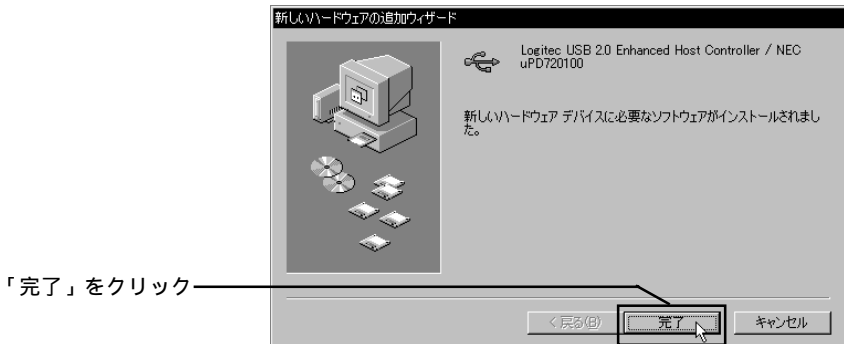 新しいハードウェアの追加ウィザード
Logitec USB 2.0 Enhanced Host Controller / NEC
uPD720100
新しいハードウェア デバイスに必要なソフトウェアがインストールされまし
た。
「完了」をクリック
< 戻る(B)
完了
キャンセル